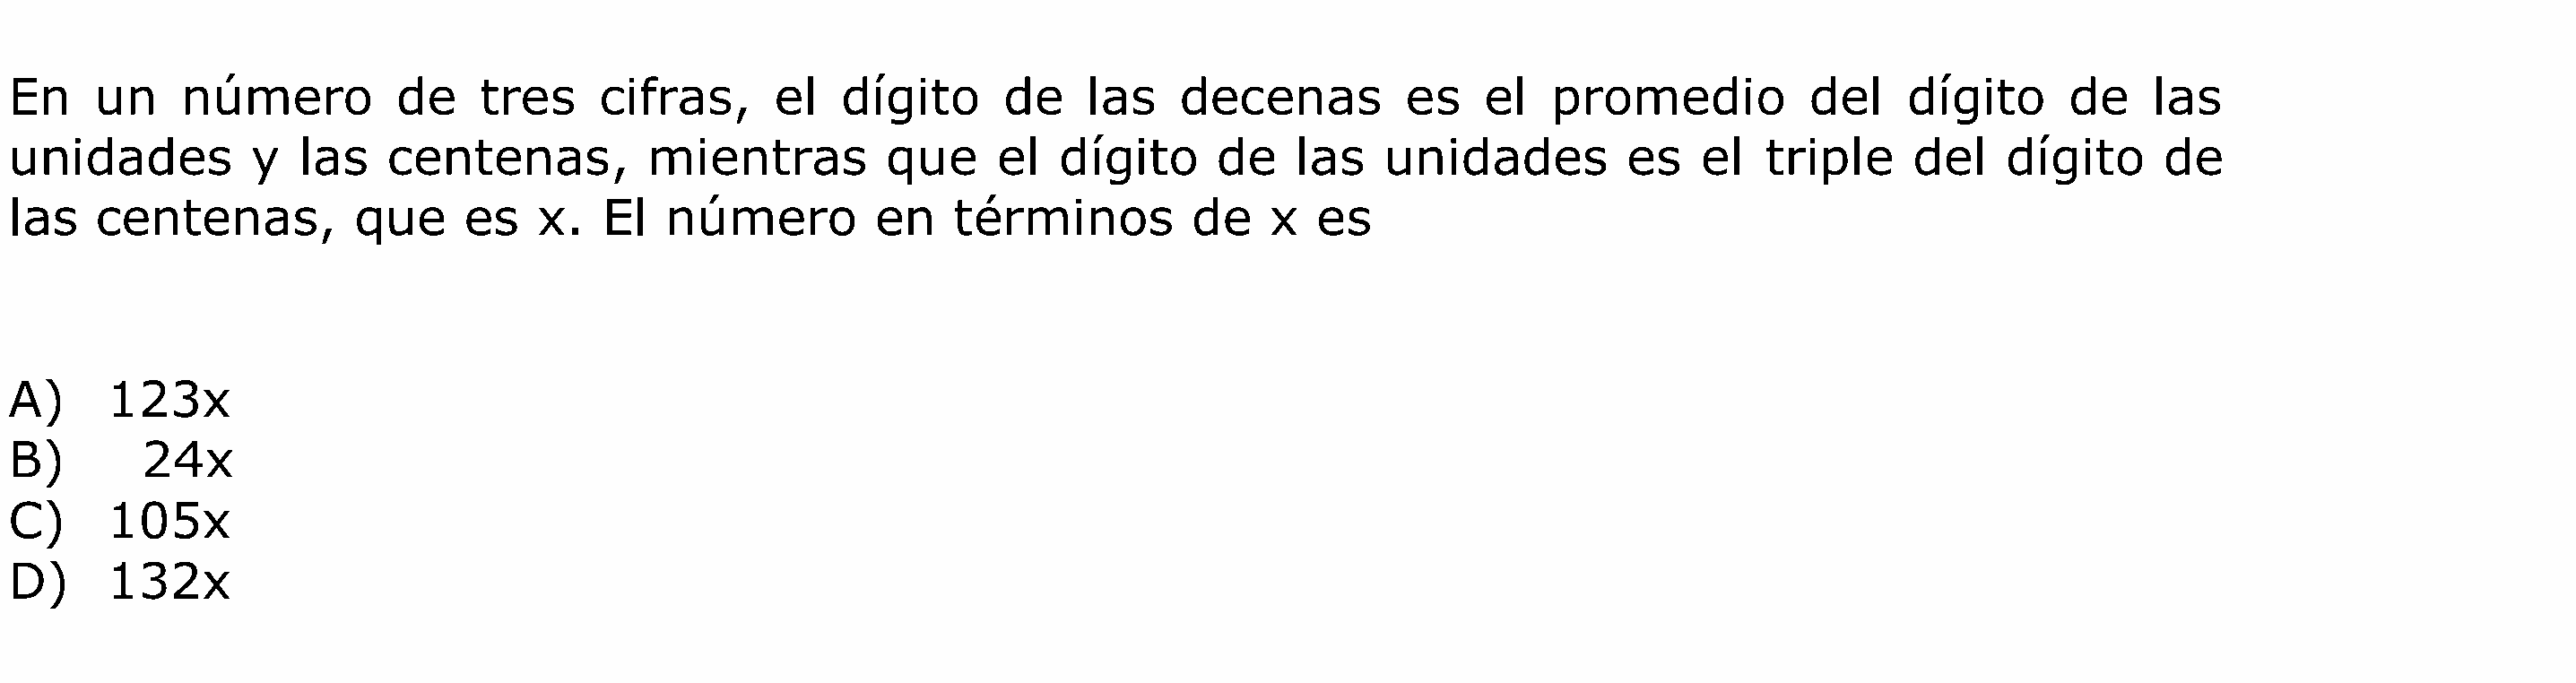 En un número de tres cifras, el dígito de las decenas es el promedio del dígito de las
unidades y las centenas, mientras que el dígito de las unidades es el triple del dígito de
las centenas, que es x. El número en términos de x es
A) 123x
B) 24x
C) 105x
D) 132x